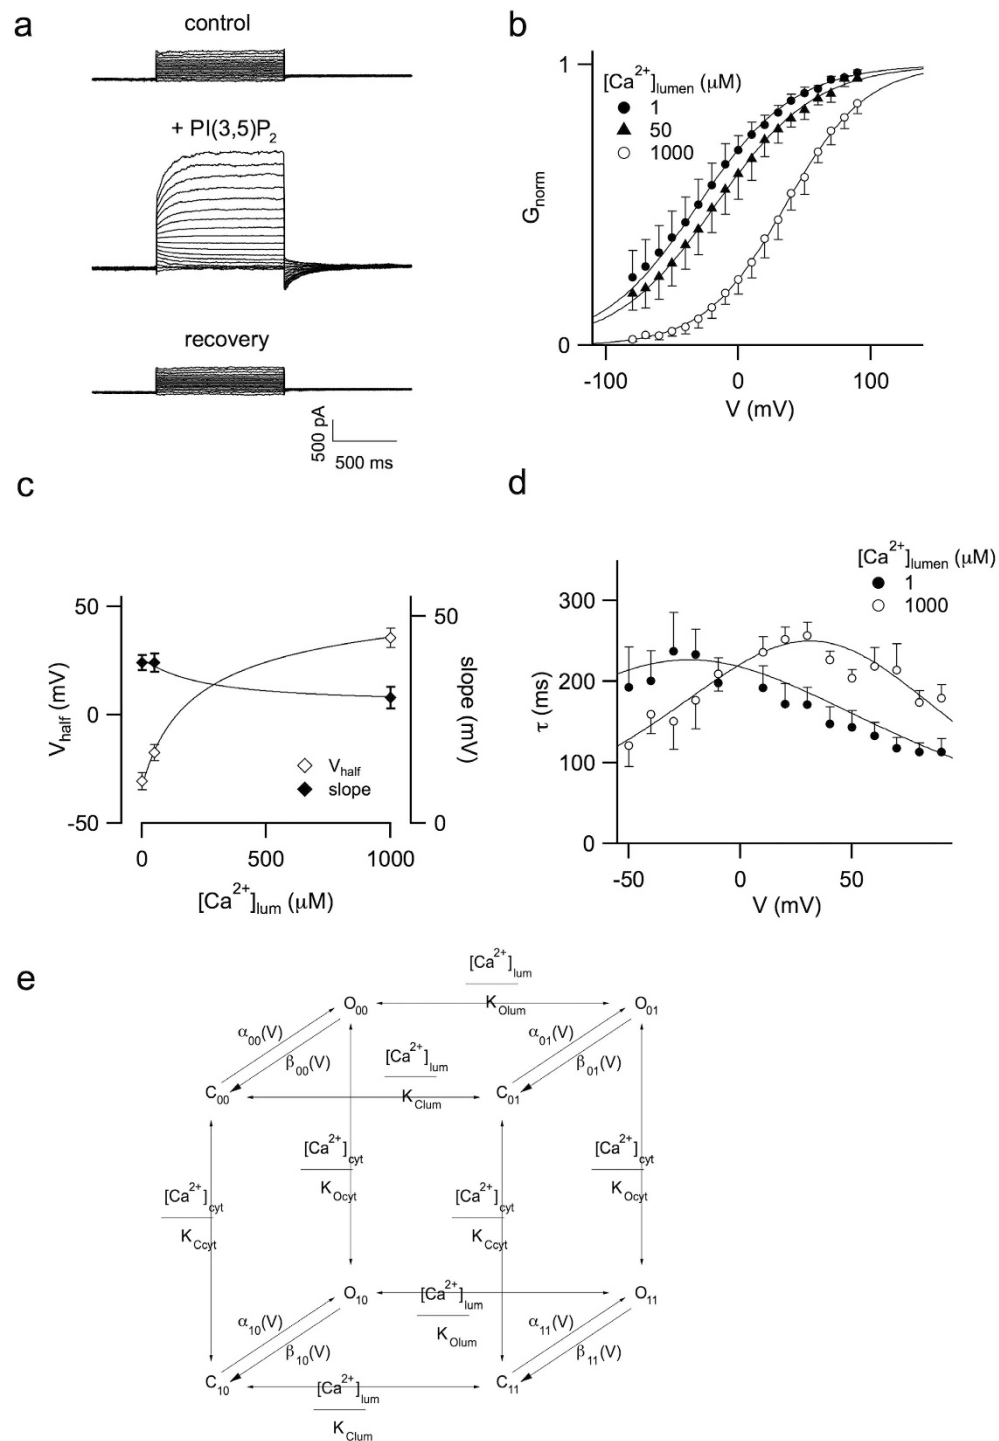 a
control
+ PI(3,5)P2
recovery
500 pA
500 ms
b
[Ca2+]lumen (μM)
1
50
1000
1
Gnorm
0
-100 0 100
V (mV)
c
50
0
-50
Vhalf (mV)
50
0
slope (mV)
Vhalf
slope
0 500 1000
[Ca2+]lum (μM)
d
[Ca2+]lumen (μM)
1
1000
300
200
100
0
τ (ms)
-50 0 50
V (mV)
e
[Ca2+]lum
KOlum
O00
O01
α00(V)
β00(V)
α01(V)
β01(V)
[Ca2+]lum
KClum
C00
C01
[Ca2+]cyt
KOcyt
[Ca2+]cyt
KOcyt
[Ca2+]cyt
KCcyt
[Ca2+]cyt
KCcyt
O10
O11
[Ca2+]lum
KOlum
α10(V)
β10(V)
α11(V)
β11(V)
C10
C11
[Ca2+]lum
KClum